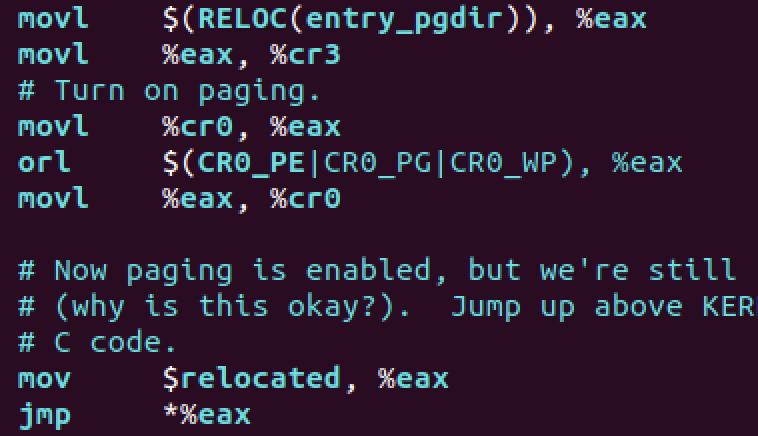 movl    $(RELOC(entry_pgdir)), %eax
movl    %eax, %cr3
# Turn on paging.
movl    %cr0, %eax
orl     $(CR0_PE|CR0_PG|CR0_WP), %eax
movl    %eax, %cr0
# Now paging is enabled, but we're still
# (why is this okay?).  Jump up above KER
# C code.
mov     $relocated, %eax
jmp     *%eax